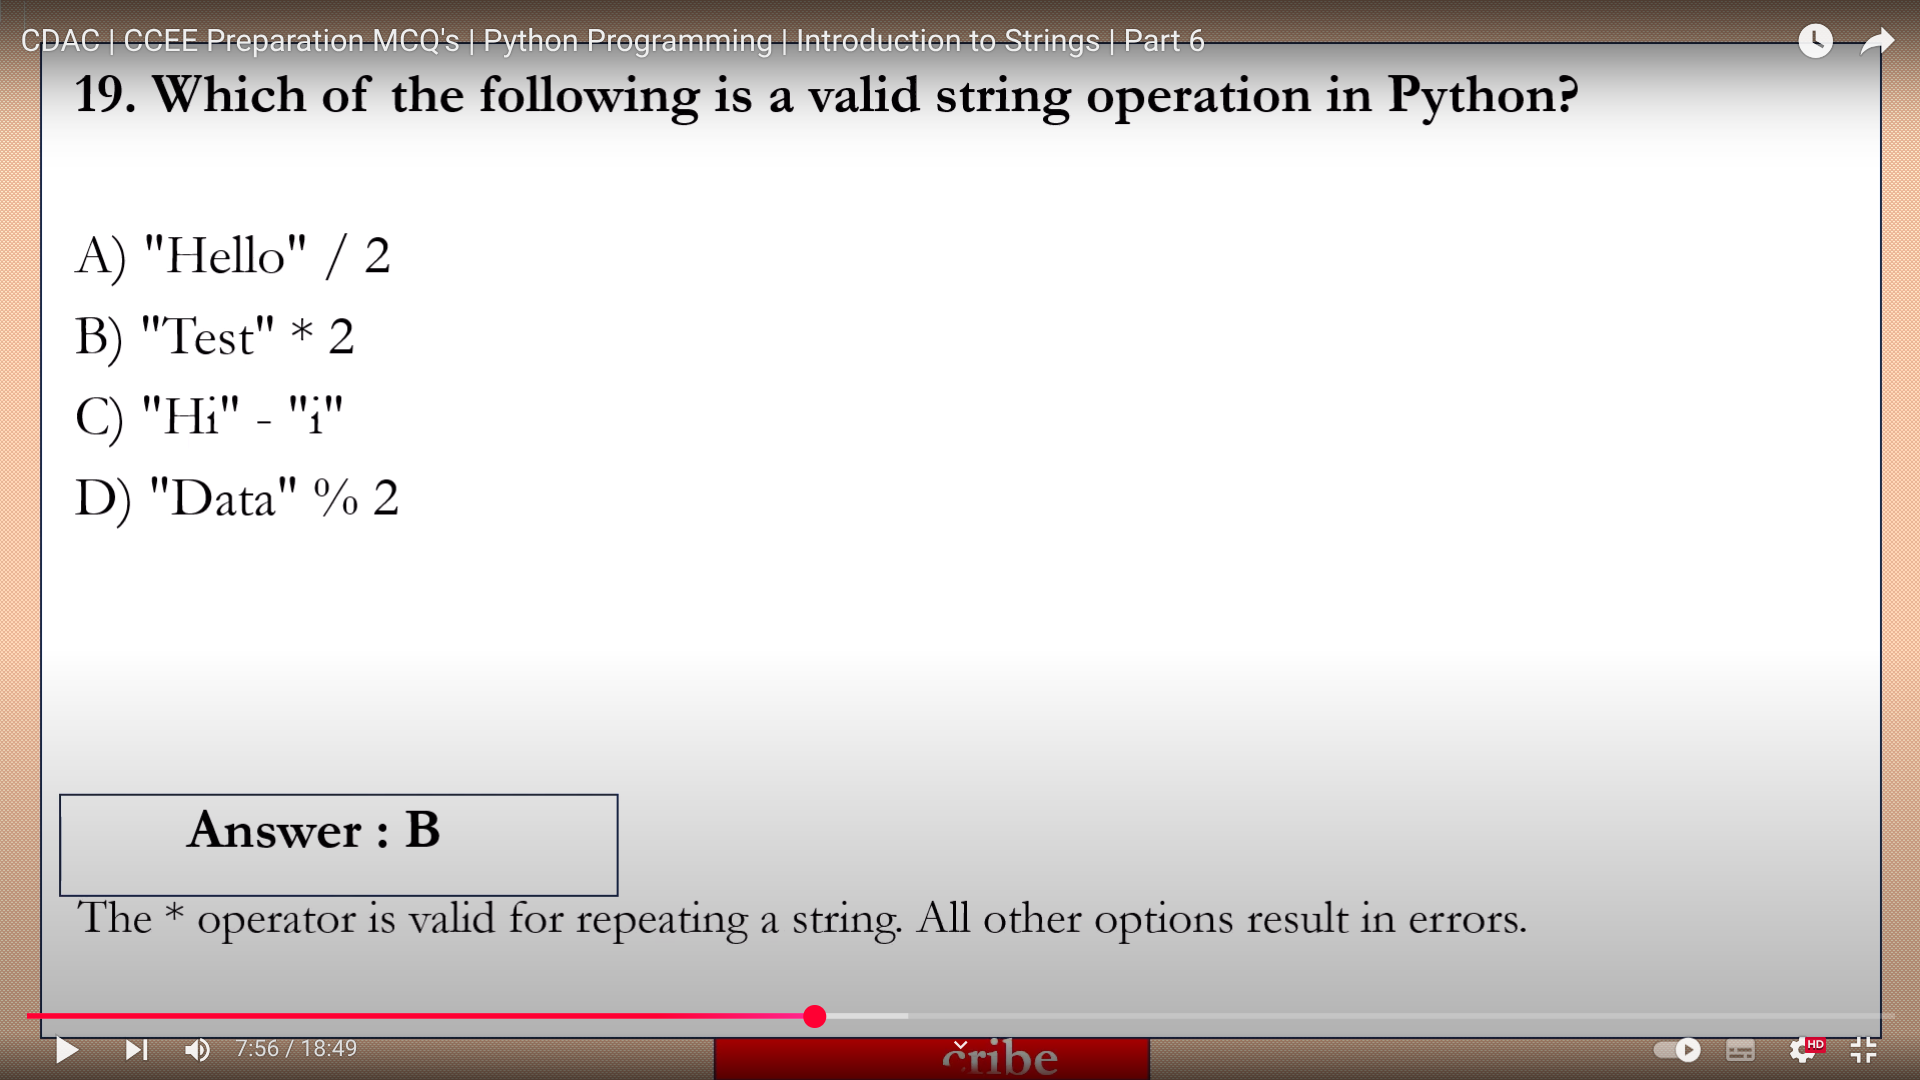 CDAC | CCEE Preparation MCQ's | Python Programming | Introduction to Strings | Part 6
19. Which of the following is a valid string operation in Python?
A) "Hello" / 2
B) "Test" * 2
C) "Hi" - "i"
D) "Data" % 2
Answer : B
The * operator is valid for repeating a string. All other options result in errors.
7:56 / 18:49
cribe
HD